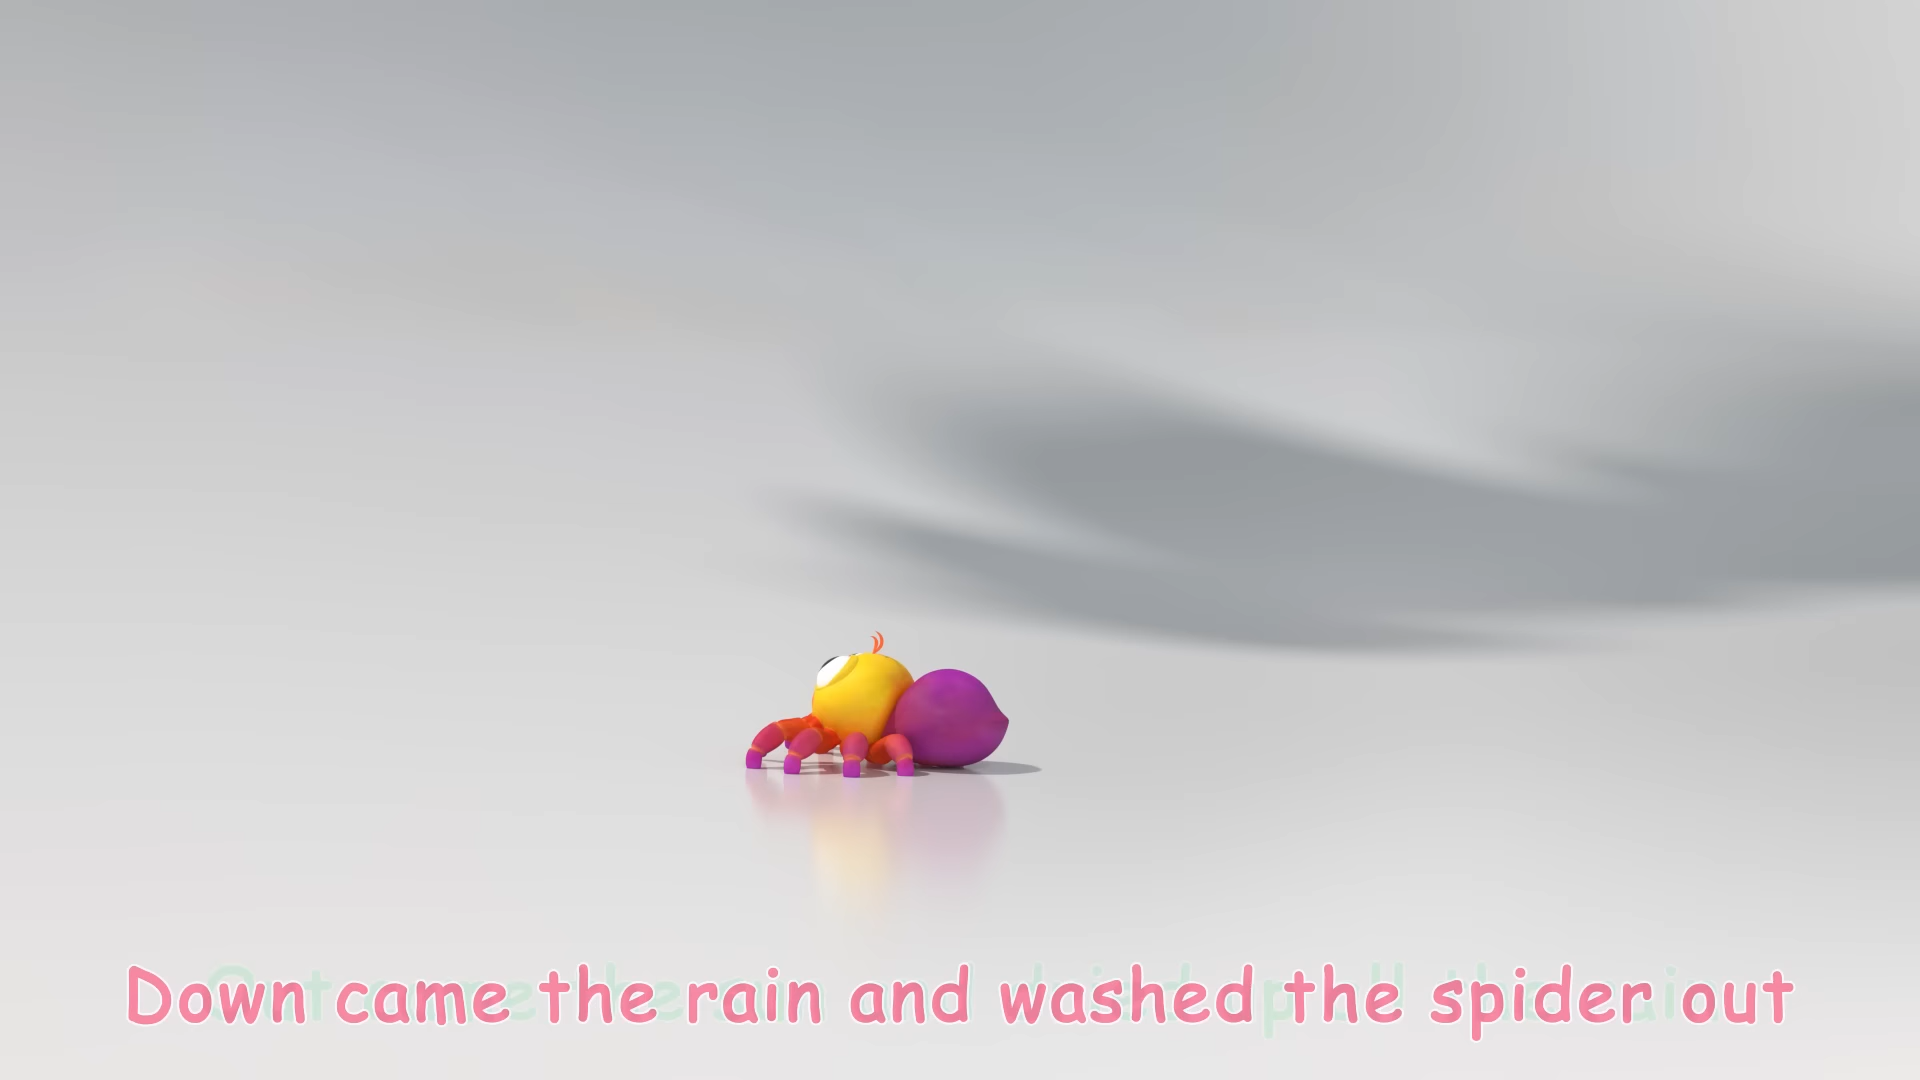 Down came the rain and washed the spider out